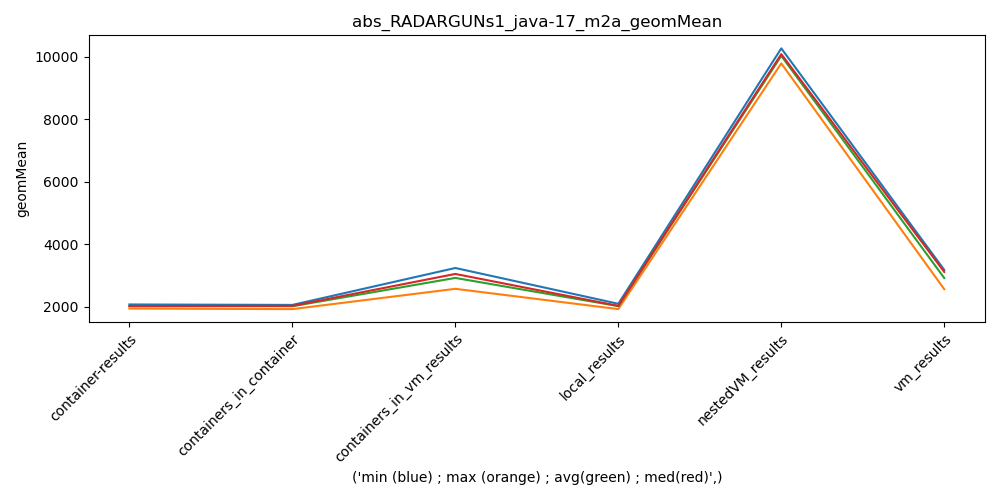 abs_RADARGUNs1_java-17_m2a_geomMean
geomMean
10000
8000
6000
4000
2000
container-results
containers_in_container
containers_in_vm_results
local_results
nestedVM_results
vm_results
('min (blue) ; max (orange) ; avg(green) ; med(red)',)